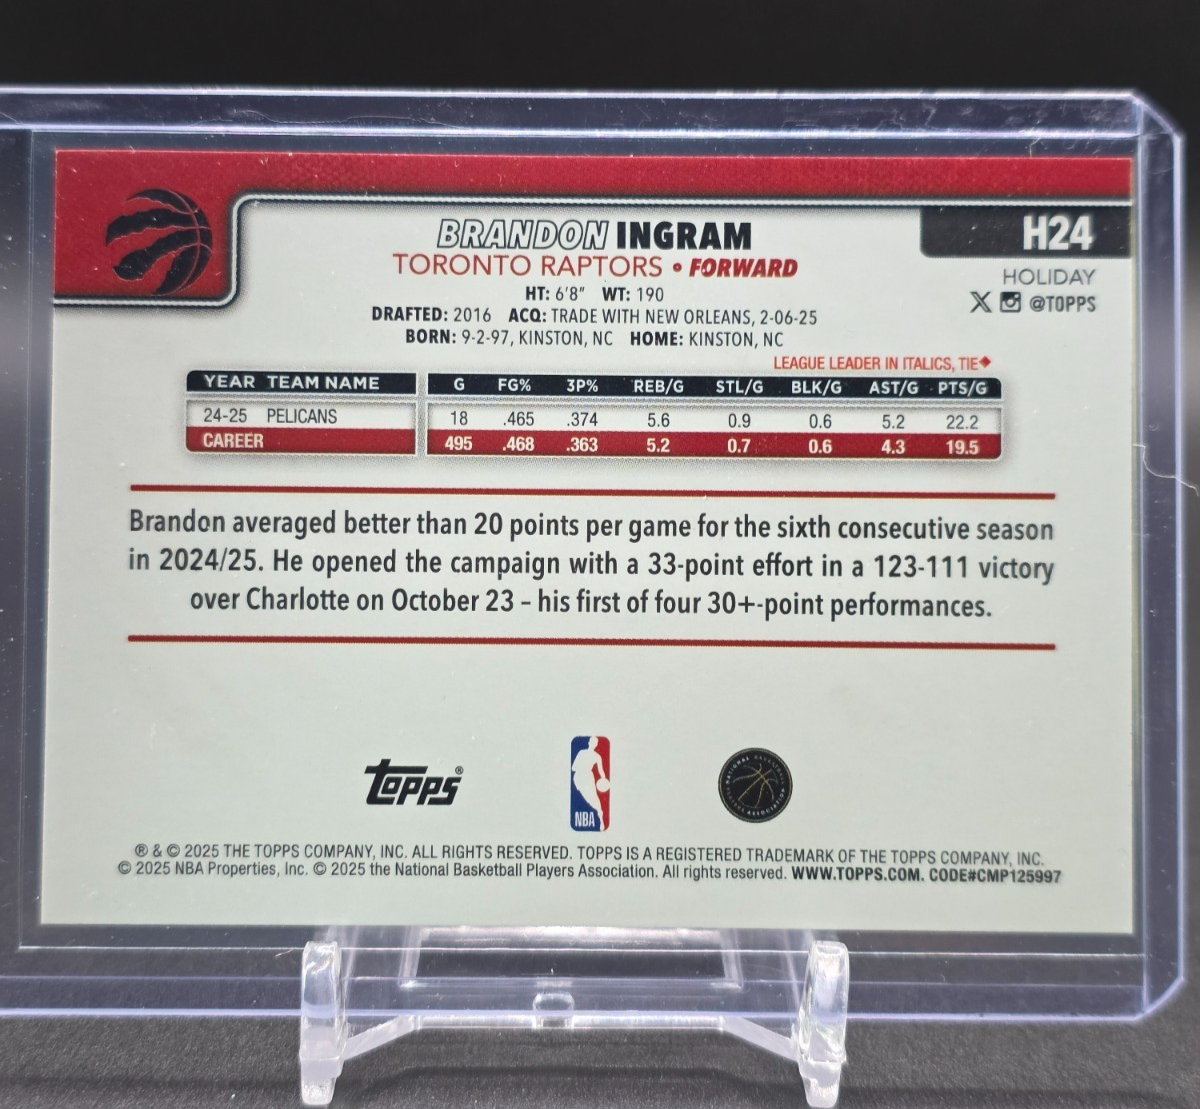 BRANDON INGRAM
H24
TORONTO RAPTORS • FORWARD
HOLIDAY
@TOPPS
HT: 6'8" WT: 190
DRAFTED: 2016 ACQ: TRADE WITH NEW ORLEANS, 2-06-25
BORN: 9-2-97, KINSTON, NC HOME: KINSTON, NC
LEAGUE LEADER IN ITALICS, TIE◆
YEAR TEAM NAME G FG% 3P% REB/G STL/G BLK/G AST/G PTS/G
24-25 PELICANS 18 .465 .374 5.6 0.9 0.6 5.2 22.2
CAREER 495 .468 .363 5.2 0.7 0.6 4.3 19.5
Brandon averaged better than 20 points per game for the sixth consecutive season
in 2024/25. He opened the campaign with a 33-point effort in a 123-111 victory
over Charlotte on October 23 – his first of four 30+-point performances.
Topps®
NBA
NATIONAL BASKETBALL PLAYERS ASSOCIATION
® & © 2025 THE TOPPS COMPANY, INC. ALL RIGHTS RESERVED. TOPPS IS A REGISTERED TRADEMARK OF THE TOPPS COMPANY, INC.
© 2025 NBA Properties, Inc. © 2025 the National Basketball Players Association. All rights reserved. WWW.TOPPS.COM. CODE#CMP125997